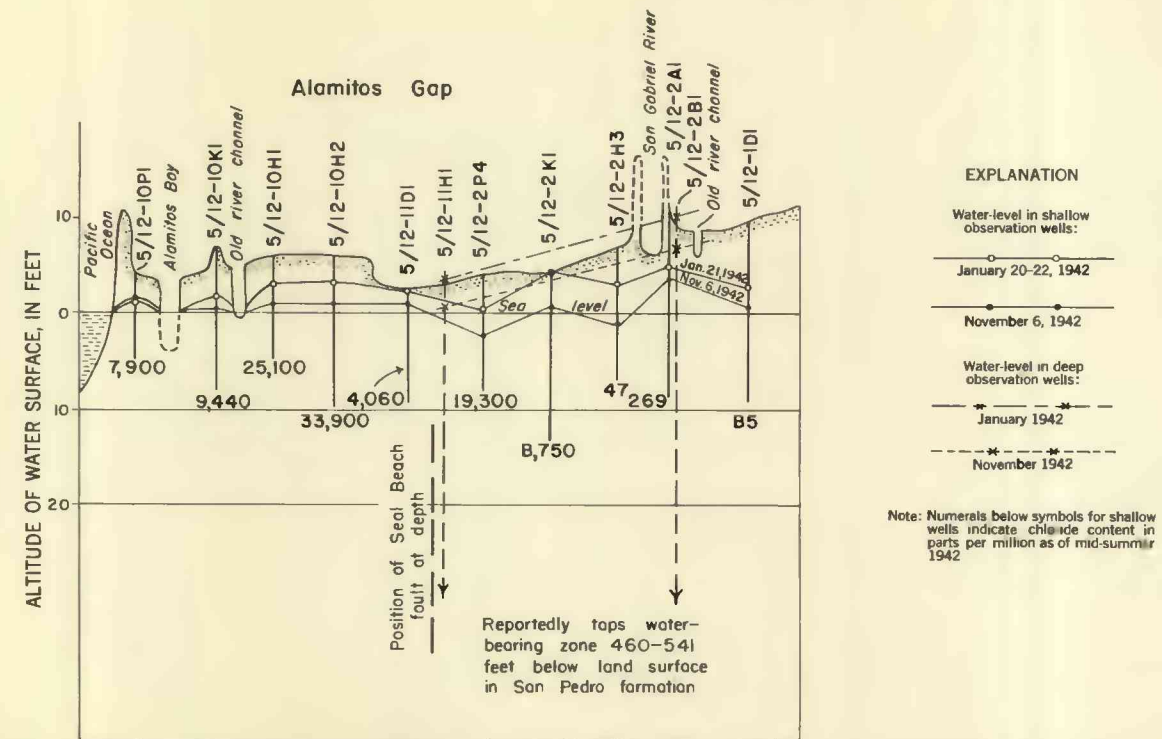 Alamitos Gap
Pacific
Ocean
5/12-10P1
Alamitos Bay
5/12-10K1
Old river channel
5/12-10H1
5/12-10H2
5/12-11D1
5/12-11H1
5/12-2P4
5/12-2K1
5/12-2H3
San Gabriel River
5/12-2A1
5/12-2B1
Old river channel
5/12-1D1
ALTITUDE OF WATER SURFACE, IN FEET
10
0
10
20
Sea level
Jan. 21, 1942
Nov. 6, 1942
7,900
9,440
25,100
33,900
4,060
19,300
8,750
47
269
85
Position of Seal Beach
fault at depth
Reportedly taps water-
bearing zone 460-541
feet below land surface
in San Pedro formation
EXPLANATION
Water-level in shallow
observation wells:
January 20-22, 1942
November 6, 1942
Water-level in deep
observation wells:
January 1942
November 1942
Note: Numerals below symbols for shallow
wells indicate chloride content in
parts per million as of mid-summer
1942